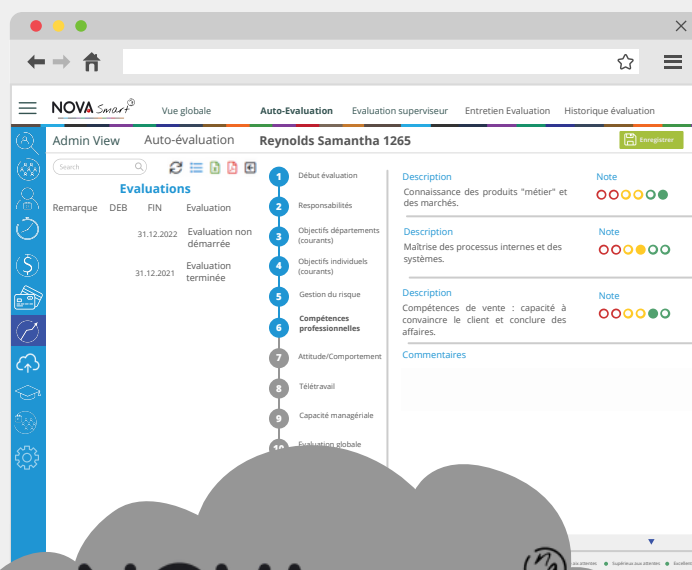 NOVA Smart
Vue globale
Auto-Evaluation
Evaluation superviseur
Entretien Evaluation
Historique évaluation
Admin View
Auto-évaluation
Reynolds Samantha 1265
Enregistrer
Search
Evaluations
Remarque DEB FIN Evaluation
31.12.2022 Evaluation non
démarrée
31.12.2021 Evaluation
terminée
1 Début évaluation
2 Responsabilités
3 Objectifs départements
(courants)
4 Objectifs individuels
(courants)
5 Gestion du risque
6 Compétences
professionnelles
7 Attitude/Comportement
8 Télétravail
9 Capacité managériale
10 Evaluation globale
Description Note
Connaissance des produits "métier" et
des marchés.
Description Note
Maîtrise des processus internes et des
systèmes.
Description Note
Compétences de vente : capacité à
convaincre le client et conclure des
affaires.
Commentaires
Supérieur aux attentes